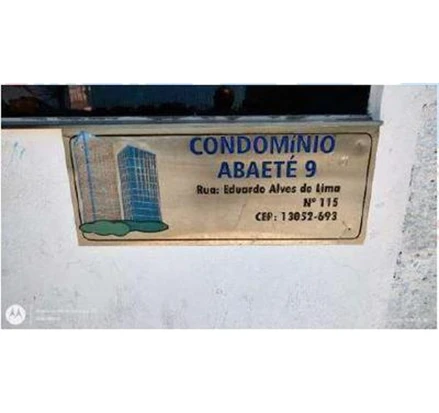 CONDOMíNIO
ABAETÉ 9
Rua: Eduardo Alves de Lima
Nº 115
CEP: 13052-693